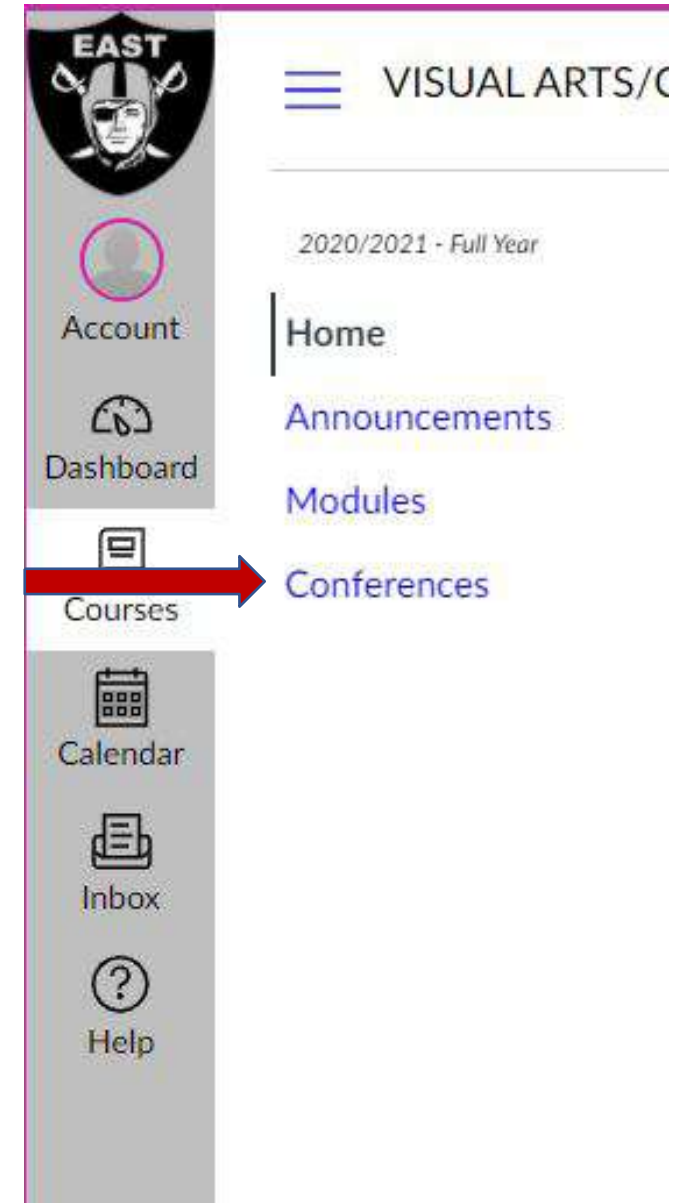 EAST
VISUAL ARTS/C
2020/2021 - Full Year
Account
Home
Announcements
Dashboard
Modules
Conferences
Courses
Calendar
Inbox
Help